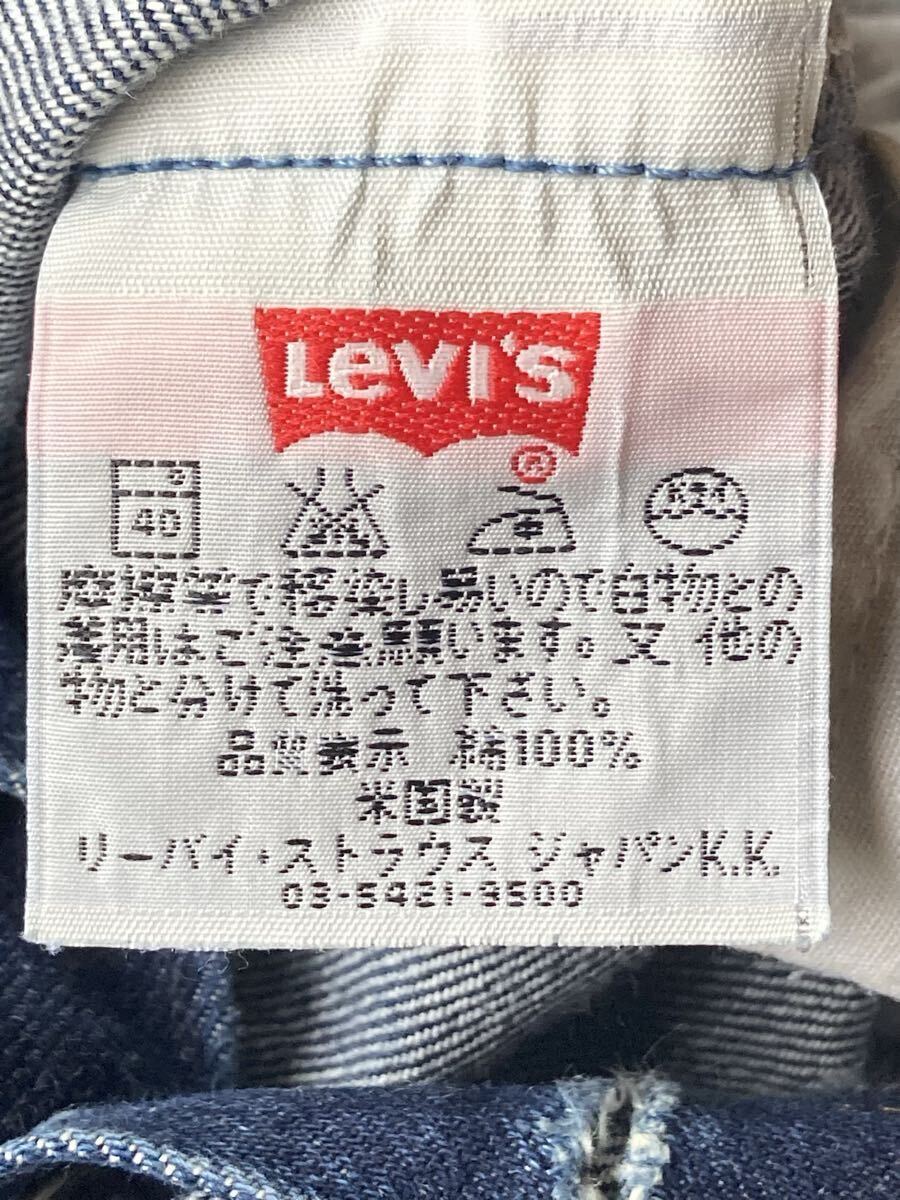 LEVI'S
®
40
中
摩擦等で移染し易いので白物との
着用はご注意願います。又 他の
物と分けて洗って下さい。
品質表示 綿100%
米国製
リーバイ・ストラウス ジャパンK.K.
03-5421-9500